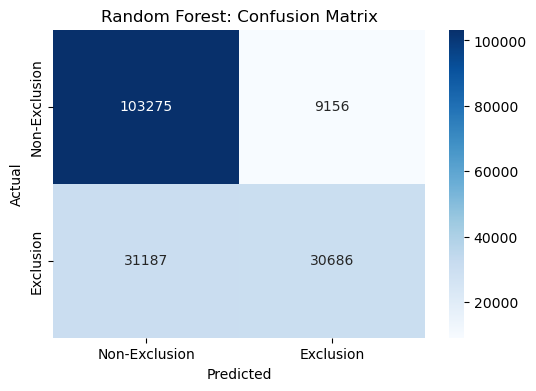 Random Forest: Confusion Matrix
Actual
Non-Exclusion
Exclusion
103275
9156
31187
30686
Non-Exclusion
Exclusion
Predicted
100000
80000
60000
40000
20000